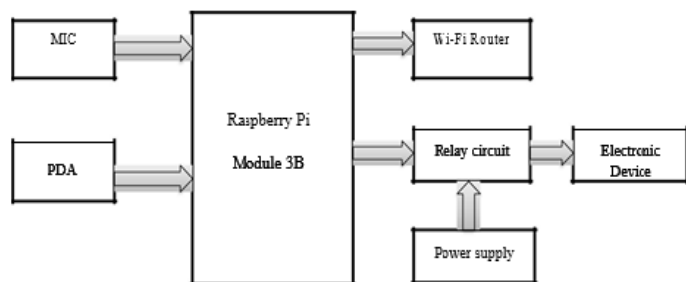 MIC
Wi-Fi Router
Raspberry Pi
Module 3B
PDA
Relay circuit
Electronic
Device
Power supply